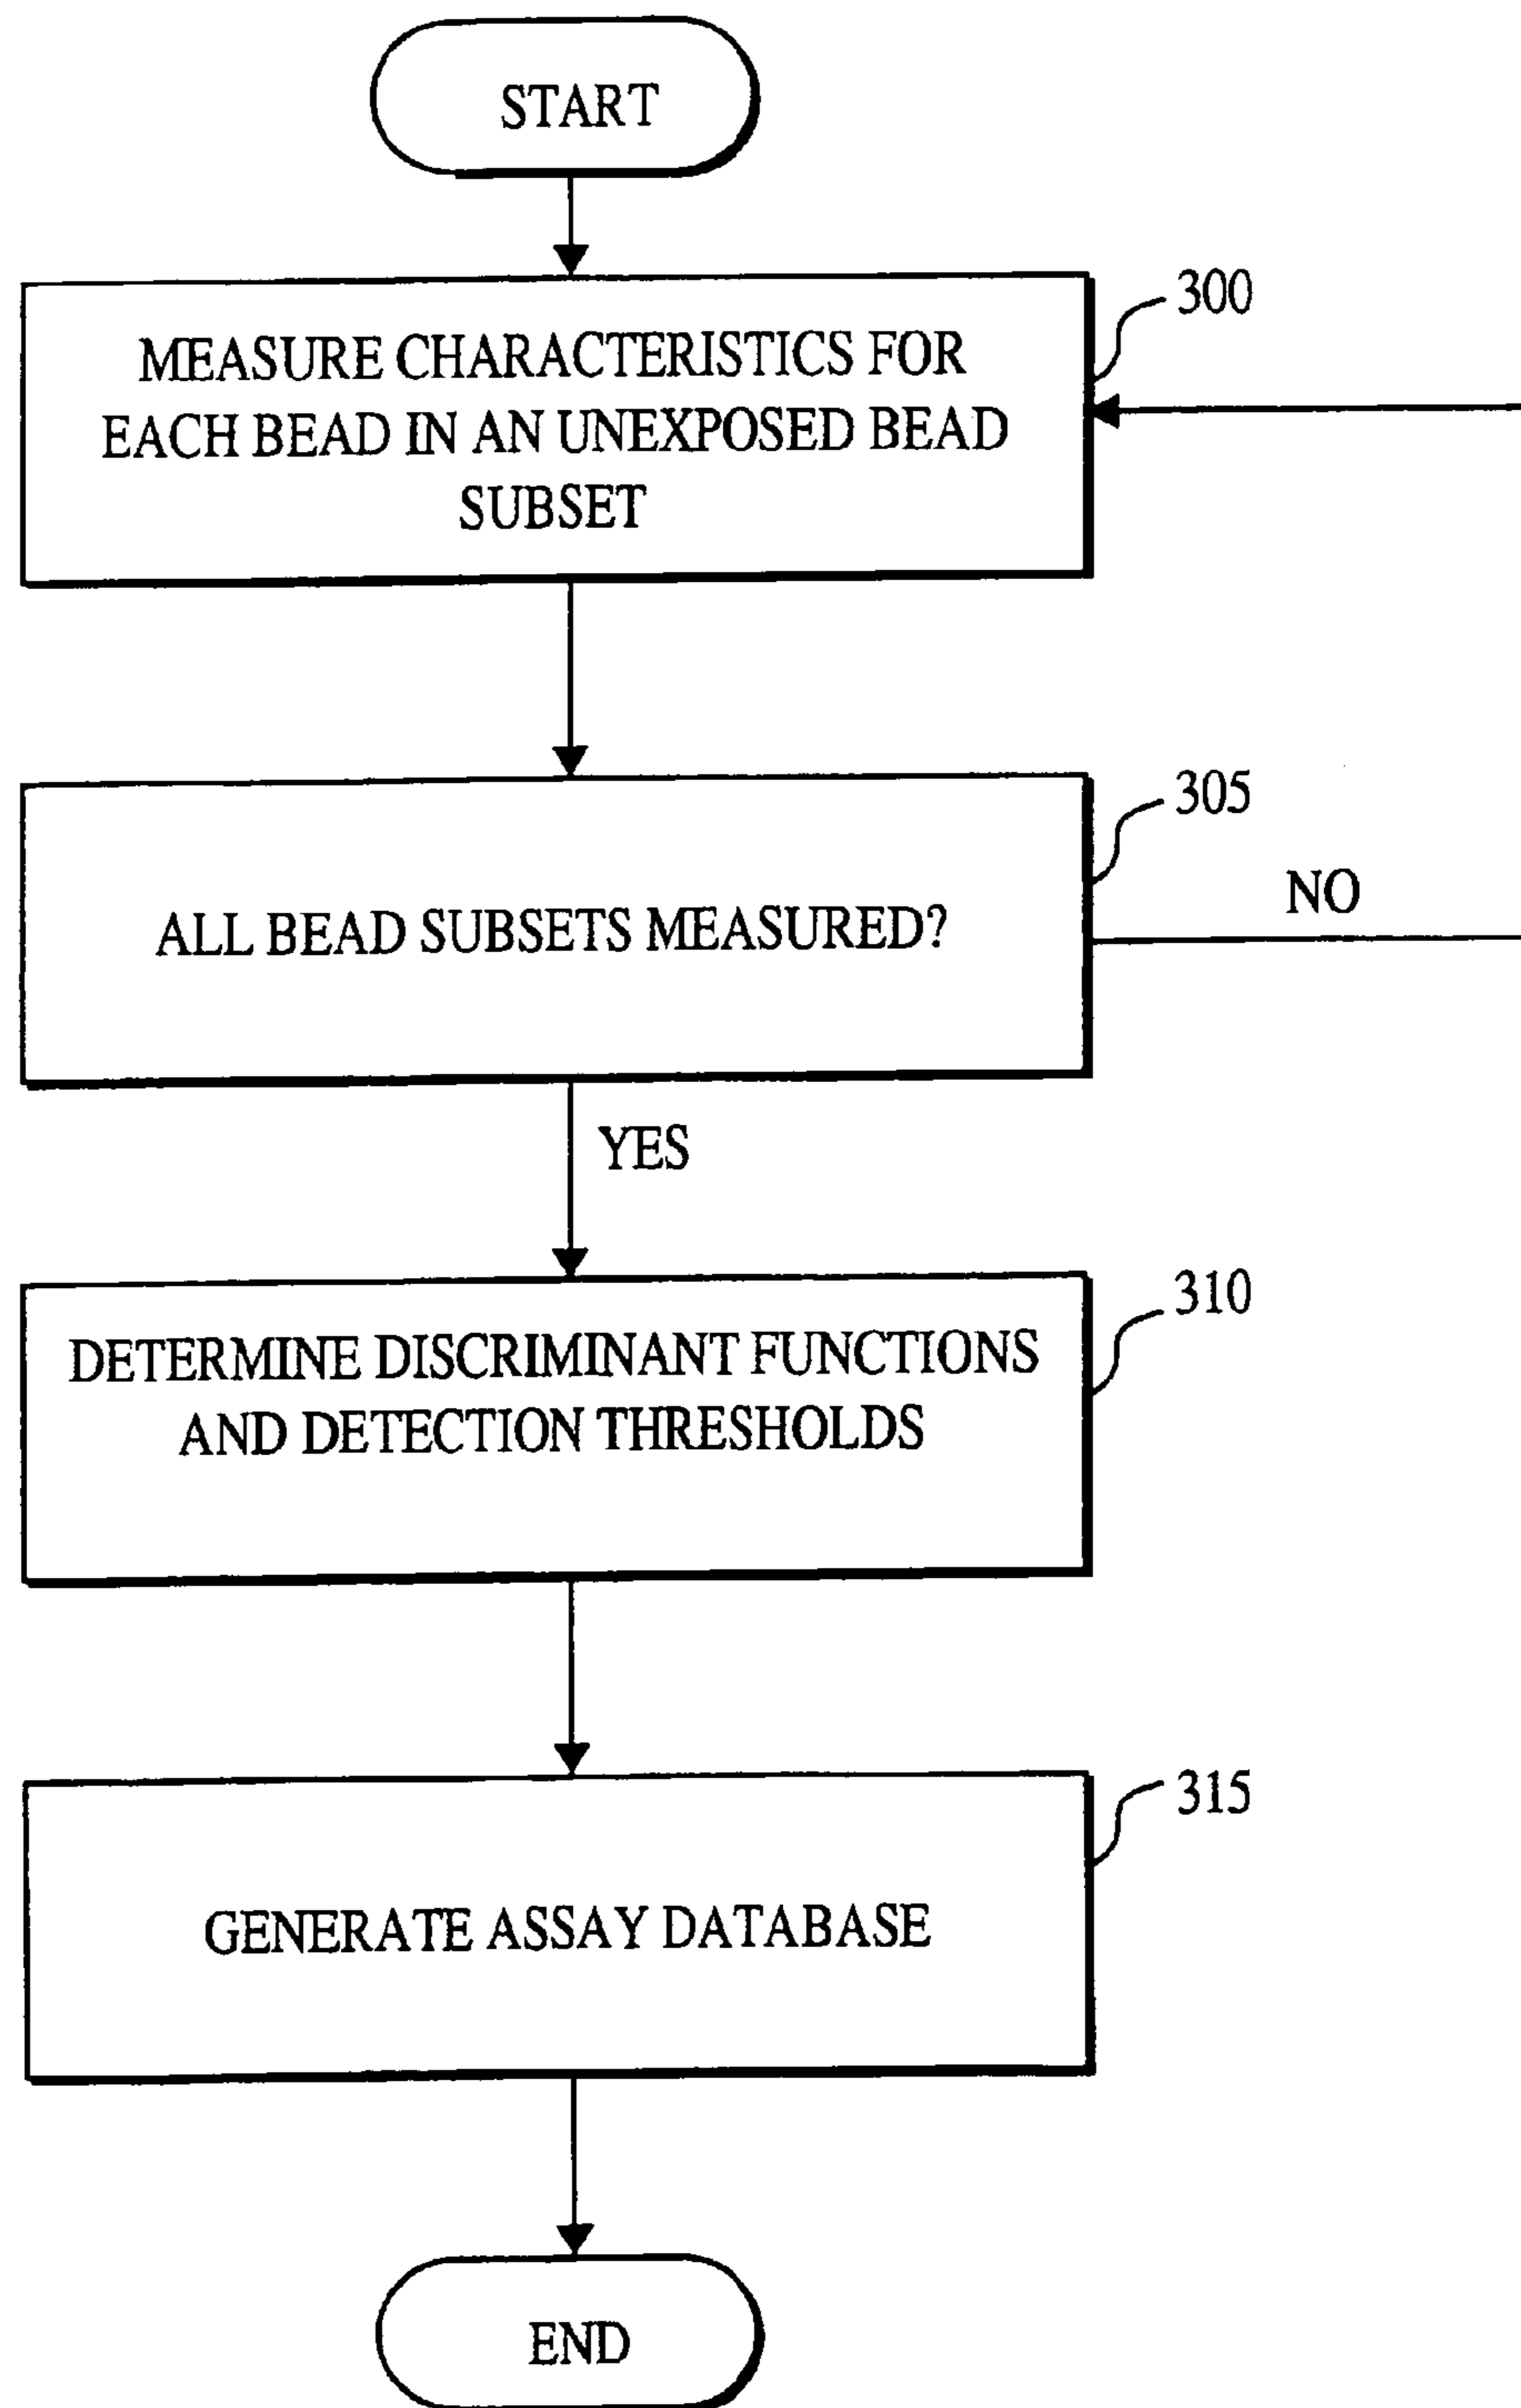 START
300
MEASURE CHARACTERISTICS FOR
EACH BEAD IN AN UNEXPOSED BEAD
SUBSET
305
NO
ALL BEAD SUBSETS MEASURED?
YES
310
DETERMINE DISCRIMINANT FUNCTIONS
AND DETECTION THRESHOLDS
315
GENERATE ASSAY DATABASE
END